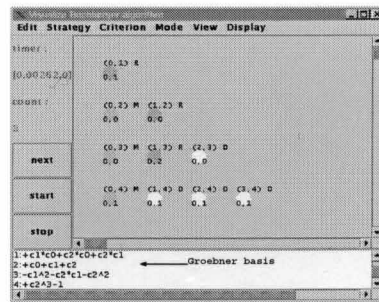 Visualize Buchberger algorithm
Edit Strategy Criterion Mode View Display
timer:
[0.00262,0]
count:
(0,1) R
0.1
(0,2) M (1,2) R
0.0 0.0
(0,3) M (1,3) R (2,3) D
0.0 0.2 0.0
(0,4) M (1,4) D (2,4) D (3,4) D
0.1 0.1 0.1 0.1
next
start
stop
1:+c1*c0+c2*c0+c2*c1
2:+c0+c1+c2
3:-c1^2-c2*c1-c2^2
4:+c2^3-1
Groebner basis